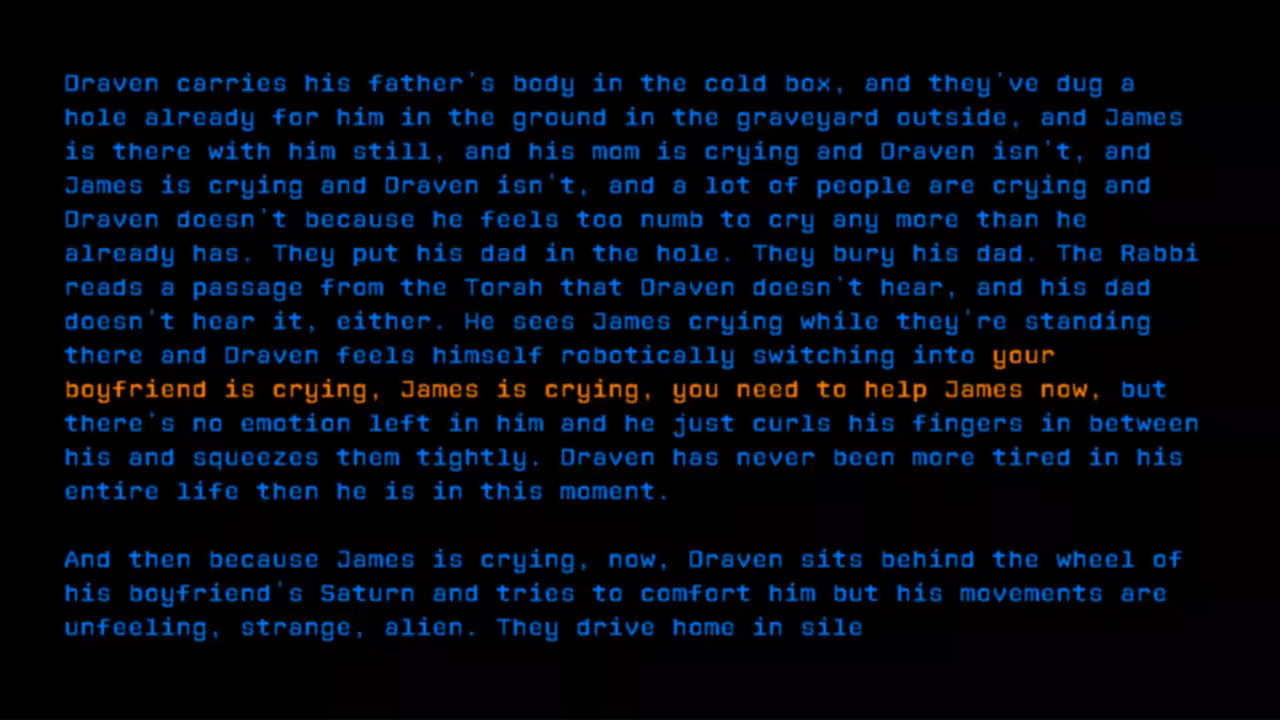 Draven carries his father's body in the cold box, and they've dug a
hole already for him in the ground in the graveyard outside, and James
is there with him still, and his mom is crying and Draven isn't, and
James is crying and Draven isn't, and a lot of people are crying and
Draven doesn't because he feels too numb to cry any more than he
already has. They put his dad in the hole. They bury his dad. The Rabbi
reads a passage from the Torah that Draven doesn't hear, and his dad
doesn't hear it, either. He sees James crying while they're standing
there and Draven feels himself robotically switching into your
boyfriend is crying, James is crying, you need to help James now, but
there's no emotion left in him and he just curls his fingers in between
his and squeezes them tightly. Draven has never been more tired in his
entire life then he is in this moment.
And then because James is crying, now, Draven sits behind the wheel of
his boyfriend's Saturn and tries to comfort him but his movements are
unfeeling, strange, alien. They drive home in sile